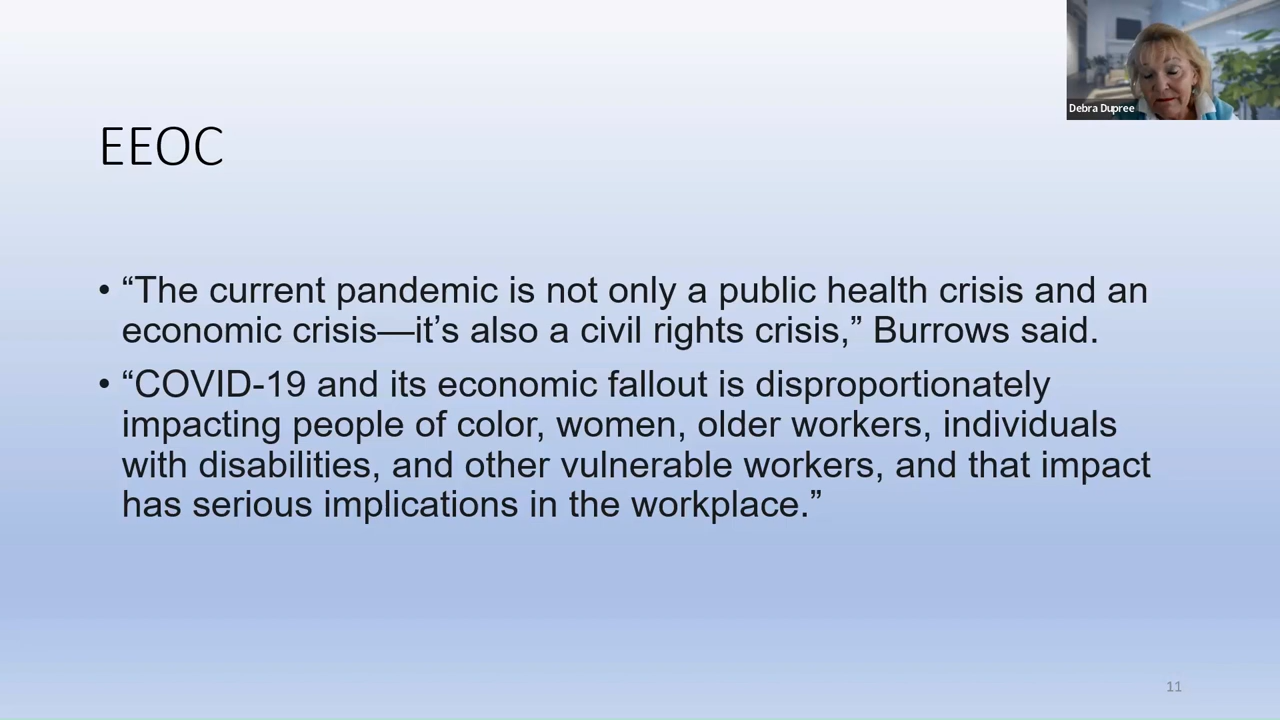 Debra Dupree
EEOC
• “The current pandemic is not only a public health crisis and an
economic crisis—it’s also a civil rights crisis,” Burrows said.
• “COVID-19 and its economic fallout is disproportionately
impacting people of color, women, older workers, individuals
with disabilities, and other vulnerable workers, and that impact
has serious implications in the workplace.”
11